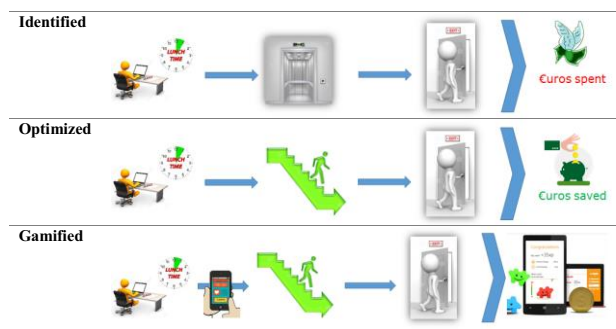 Identified
LUNCH
TIME
EXIT
€uros spent
Optimized
LUNCH
TIME
EXIT
€uros saved
Gamified
LUNCH
TIME
EXIT